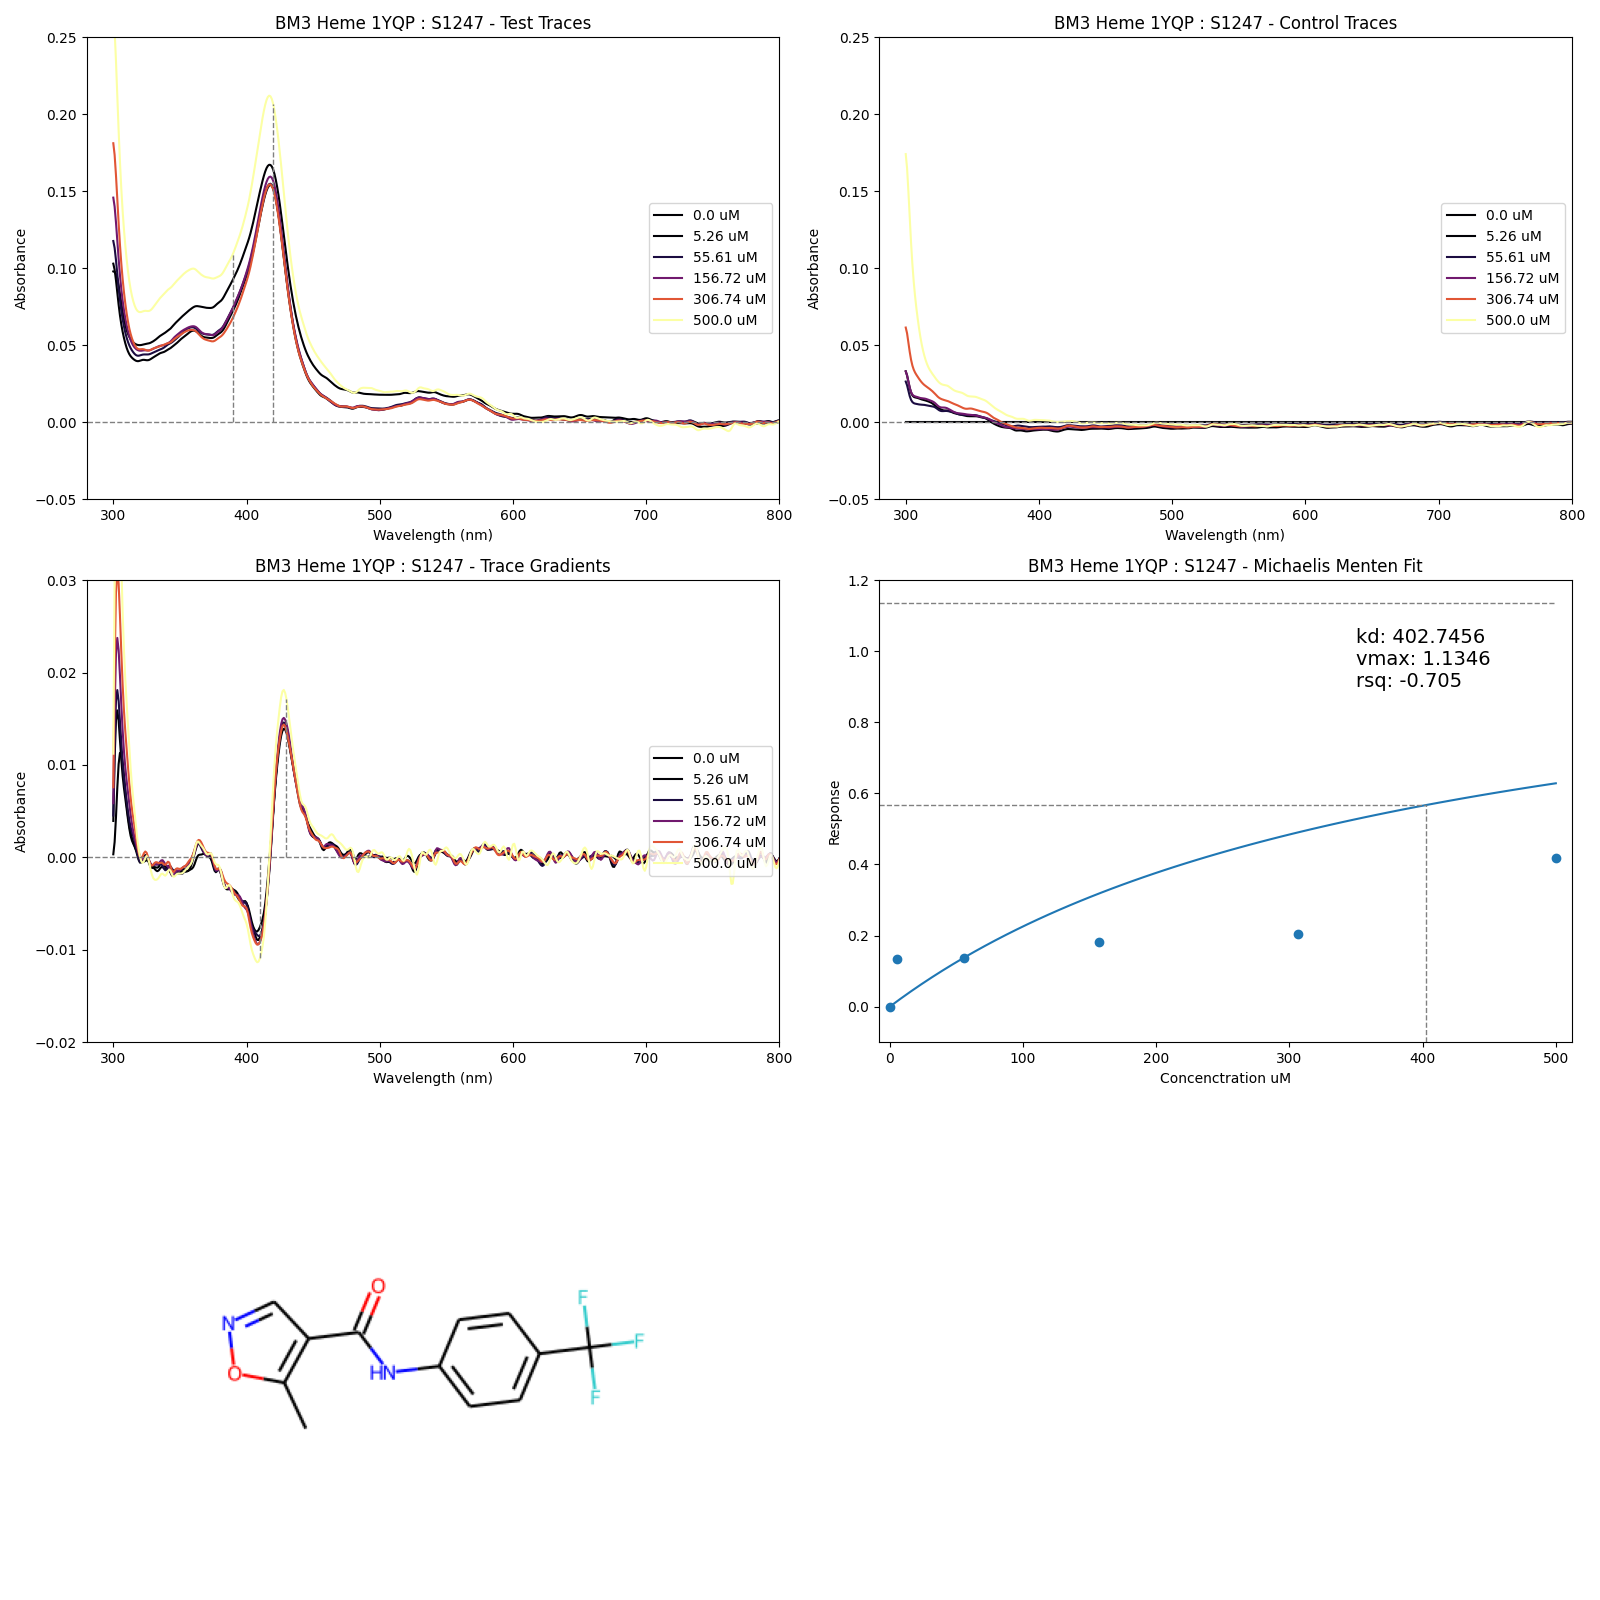 BM3 Heme 1YQP : S1247 - Test Traces
0.25
0.20
0.15
0.10
0.05
0.00
−0.05
Absorbance
300 400 500 600 700 800
Wavelength (nm)
0.0 uM
5.26 uM
55.61 uM
156.72 uM
306.74 uM
500.0 uM
BM3 Heme 1YQP : S1247 - Control Traces
0.25
0.20
0.15
0.10
0.05
0.00
−0.05
Absorbance
300 400 500 600 700 800
Wavelength (nm)
0.0 uM
5.26 uM
55.61 uM
156.72 uM
306.74 uM
500.0 uM
BM3 Heme 1YQP : S1247 - Trace Gradients
0.03
0.02
0.01
0.00
−0.01
−0.02
Absorbance
300 400 500 600 700 800
Wavelength (nm)
0.0 uM
5.26 uM
55.61 uM
156.72 uM
306.74 uM
500.0 uM
BM3 Heme 1YQP : S1247 - Michaelis Menten Fit
1.2
1.0
0.8
0.6
0.4
0.2
0.0
Response
0 100 200 300 400 500
Concenctration uM
kd: 402.7456
vmax: 1.1346
rsq: -0.705
O
F
N
F
HN
O
F